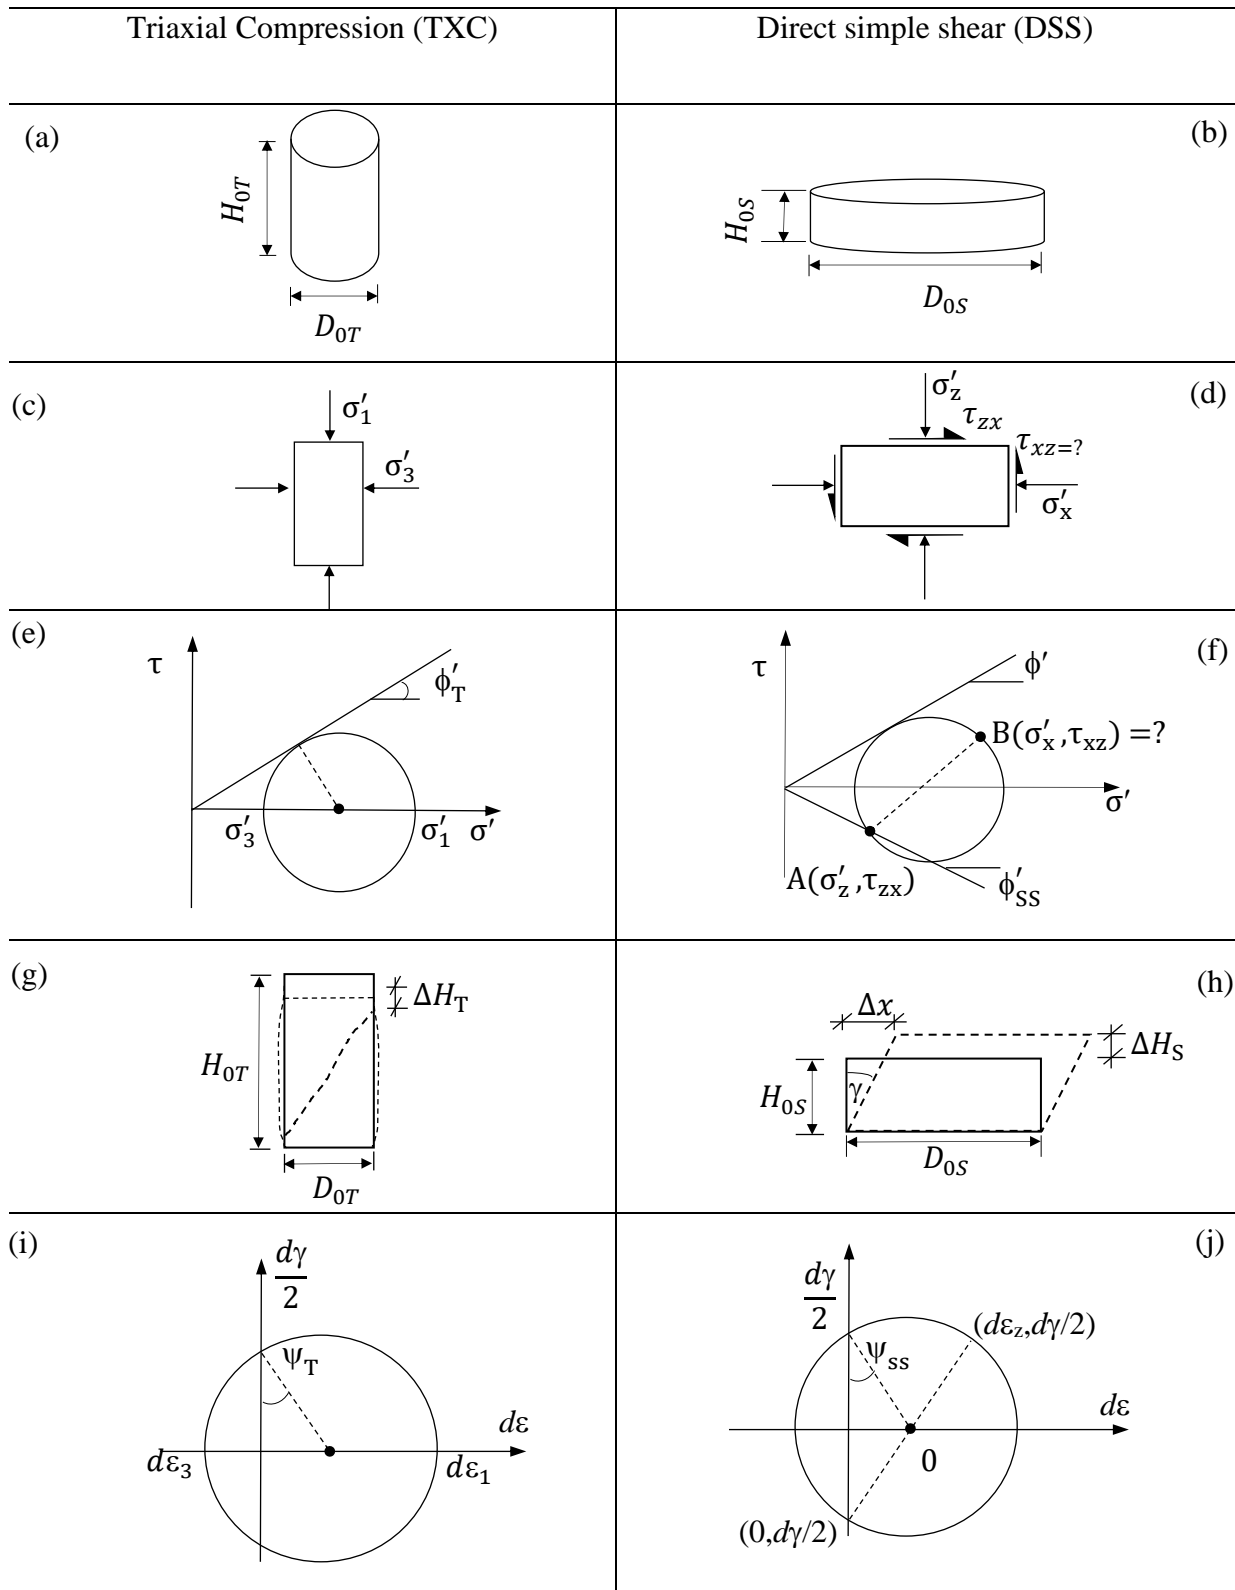 Triaxial Compression (TXC)
Direct simple shear (DSS)
(a)
H₀T
D₀T
(b)
H₀S
D₀S
(c)
σ′₁
σ′₃
(d)
σ′z
τzx
τxz=?
σ′x
(e)
τ
ϕ′T
σ′₃
σ′₁
σ′
(f)
τ
ϕ′
B(σ′x,τxz) =?
σ′
A(σ′z,τzx)
ϕ′SS
(g)
ΔHT
H₀T
D₀T
(h)
Δx
ΔHS
H₀S
γ
D₀S
(i)
dγ
2
ψT
dε
dε₃
dε₁
(j)
dγ
2
(dεz,dγ/2)
ψss
dε
0
(0,dγ/2)